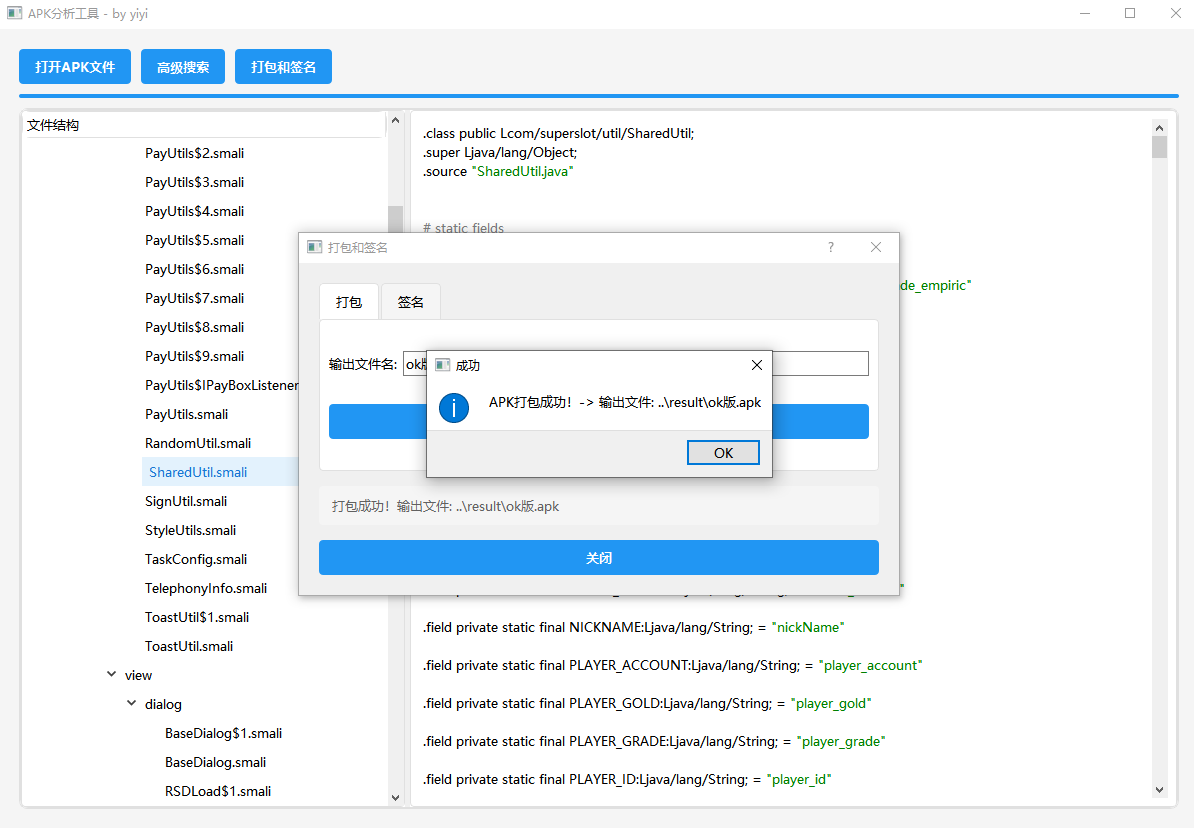 APK分析工具 - by yiyi
打开APK文件
高级搜索
打包和签名
文件结构
PayUtils$2.smali
PayUtils$3.smali
PayUtils$4.smali
PayUtils$5.smali
PayUtils$6.smali
PayUtils$7.smali
PayUtils$8.smali
PayUtils$9.smali
PayUtils$IPayBoxListener
PayUtils.smali
RandomUtil.smali
SharedUtil.smali
SignUtil.smali
StyleUtils.smali
TaskConfig.smali
TelephonyInfo.smali
ToastUtil$1.smali
ToastUtil.smali
view
dialog
BaseDialog$1.smali
BaseDialog.smali
RSDLoad$1.smali
.class public Lcom/superslot/util/SharedUtil;
.super Ljava/lang/Object;
.source "SharedUtil.java"
# static fields
de_empiric"
.field private static final NICKNAME:Ljava/lang/String; = "nickName"
.field private static final PLAYER_ACCOUNT:Ljava/lang/String; = "player_account"
.field private static final PLAYER_GOLD:Ljava/lang/String; = "player_gold"
.field private static final PLAYER_GRADE:Ljava/lang/String; = "player_grade"
.field private static final PLAYER_ID:Ljava/lang/String; = "player_id"
打包和签名
?
打包
签名
输出文件名:
ok版
成功
APK打包成功！-> 输出文件: ..\result\ok版.apk
OK
打包成功！输出文件: ..\result\ok版.apk
关闭